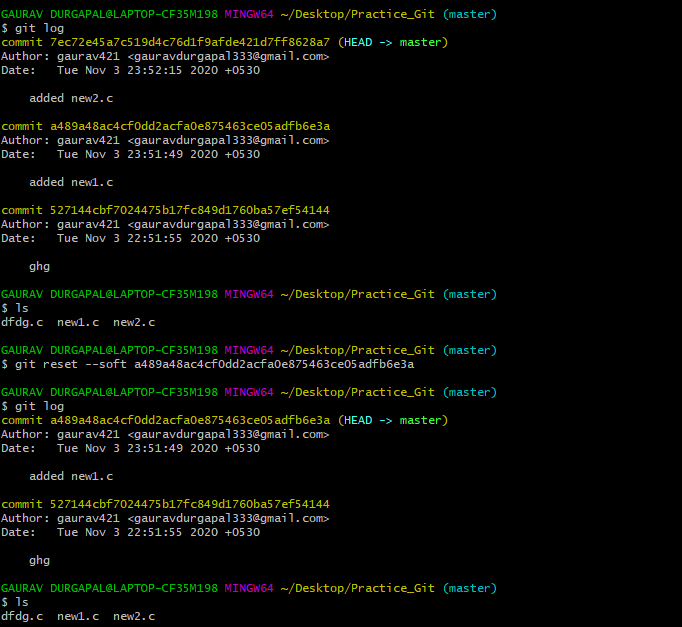 GAURAV DURGAPAL@LAPTOP-CF35M198 MINGW64 ~/Desktop/Practice_Git (master)
$ git log
commit 7ec72e45a7c519d4c76d1f9afde421d7ff8628a7 (HEAD -> master)
Author: gaurav421 <gauravdurgapal333@gmail.com>
Date:   Tue Nov 3 23:52:15 2020 +0530

    added new2.c

commit a489a48ac4cf0dd2acfa0e875463ce05adfb6e3a
Author: gaurav421 <gauravdurgapal333@gmail.com>
Date:   Tue Nov 3 23:51:49 2020 +0530

    added new1.c

commit 527144cbf7024475b17fc849d1760ba57ef54144
Author: gaurav421 <gauravdurgapal333@gmail.com>
Date:   Tue Nov 3 22:51:55 2020 +0530

    ghg

GAURAV DURGAPAL@LAPTOP-CF35M198 MINGW64 ~/Desktop/Practice_Git (master)
$ ls
dfdg.c  new1.c  new2.c

GAURAV DURGAPAL@LAPTOP-CF35M198 MINGW64 ~/Desktop/Practice_Git (master)
$ git reset --soft a489a48ac4cf0dd2acfa0e875463ce05adfb6e3a

GAURAV DURGAPAL@LAPTOP-CF35M198 MINGW64 ~/Desktop/Practice_Git (master)
$ git log
commit a489a48ac4cf0dd2acfa0e875463ce05adfb6e3a (HEAD -> master)
Author: gaurav421 <gauravdurgapal333@gmail.com>
Date:   Tue Nov 3 23:51:49 2020 +0530

    added new1.c

commit 527144cbf7024475b17fc849d1760ba57ef54144
Author: gaurav421 <gauravdurgapal333@gmail.com>
Date:   Tue Nov 3 22:51:55 2020 +0530

    ghg

GAURAV DURGAPAL@LAPTOP-CF35M198 MINGW64 ~/Desktop/Practice_Git (master)
$ ls
dfdg.c  new1.c  new2.c